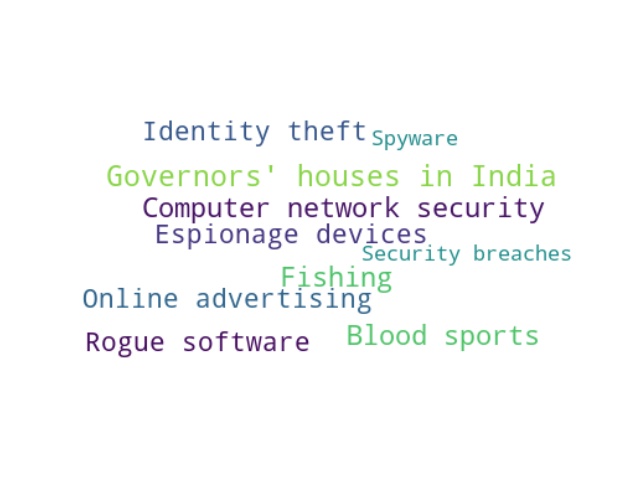 Identity theft
Spyware
Governors' houses in India
Computer network security
Espionage devices
Security breaches
Fishing
Online advertising
Blood sports
Rogue software